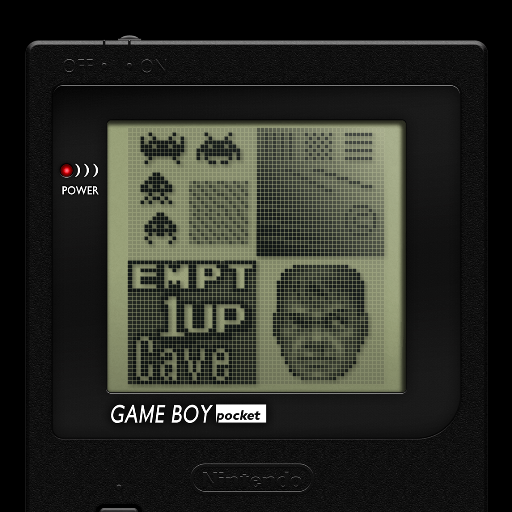 OFF • • ON
POWER
EMPT
1UP
Cave
GAME BOY pocket
Nintendo